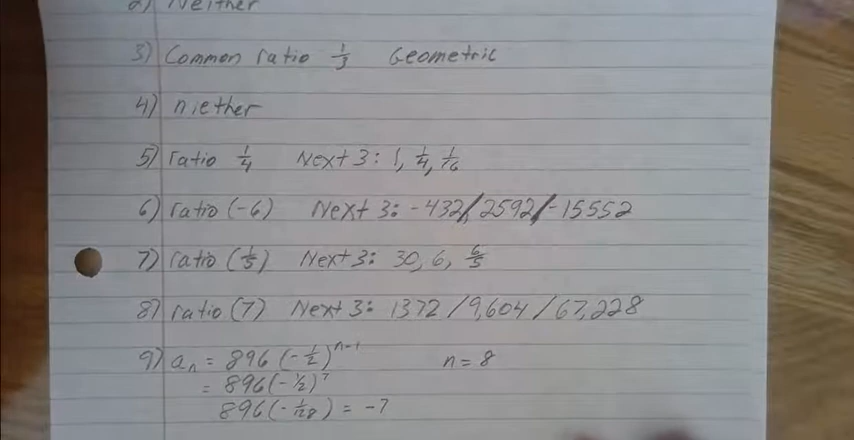 2) Neither
3) Common ratio 1/3 Geometric
4) niether
5) ratio 1/4 Next 3: 1, 1/4, 1/16
6) ratio (-6) Next 3: -432/2592/-15552
7) ratio (1/5) Next 3: 30, 6, 6/5
8) ratio (7) Next 3: 1372/9,604/67,228
9) aₙ = 896 (-1/2)ⁿ⁻¹ n = 8
= 896 (-1/2)⁷
896 (-1/128) = -7